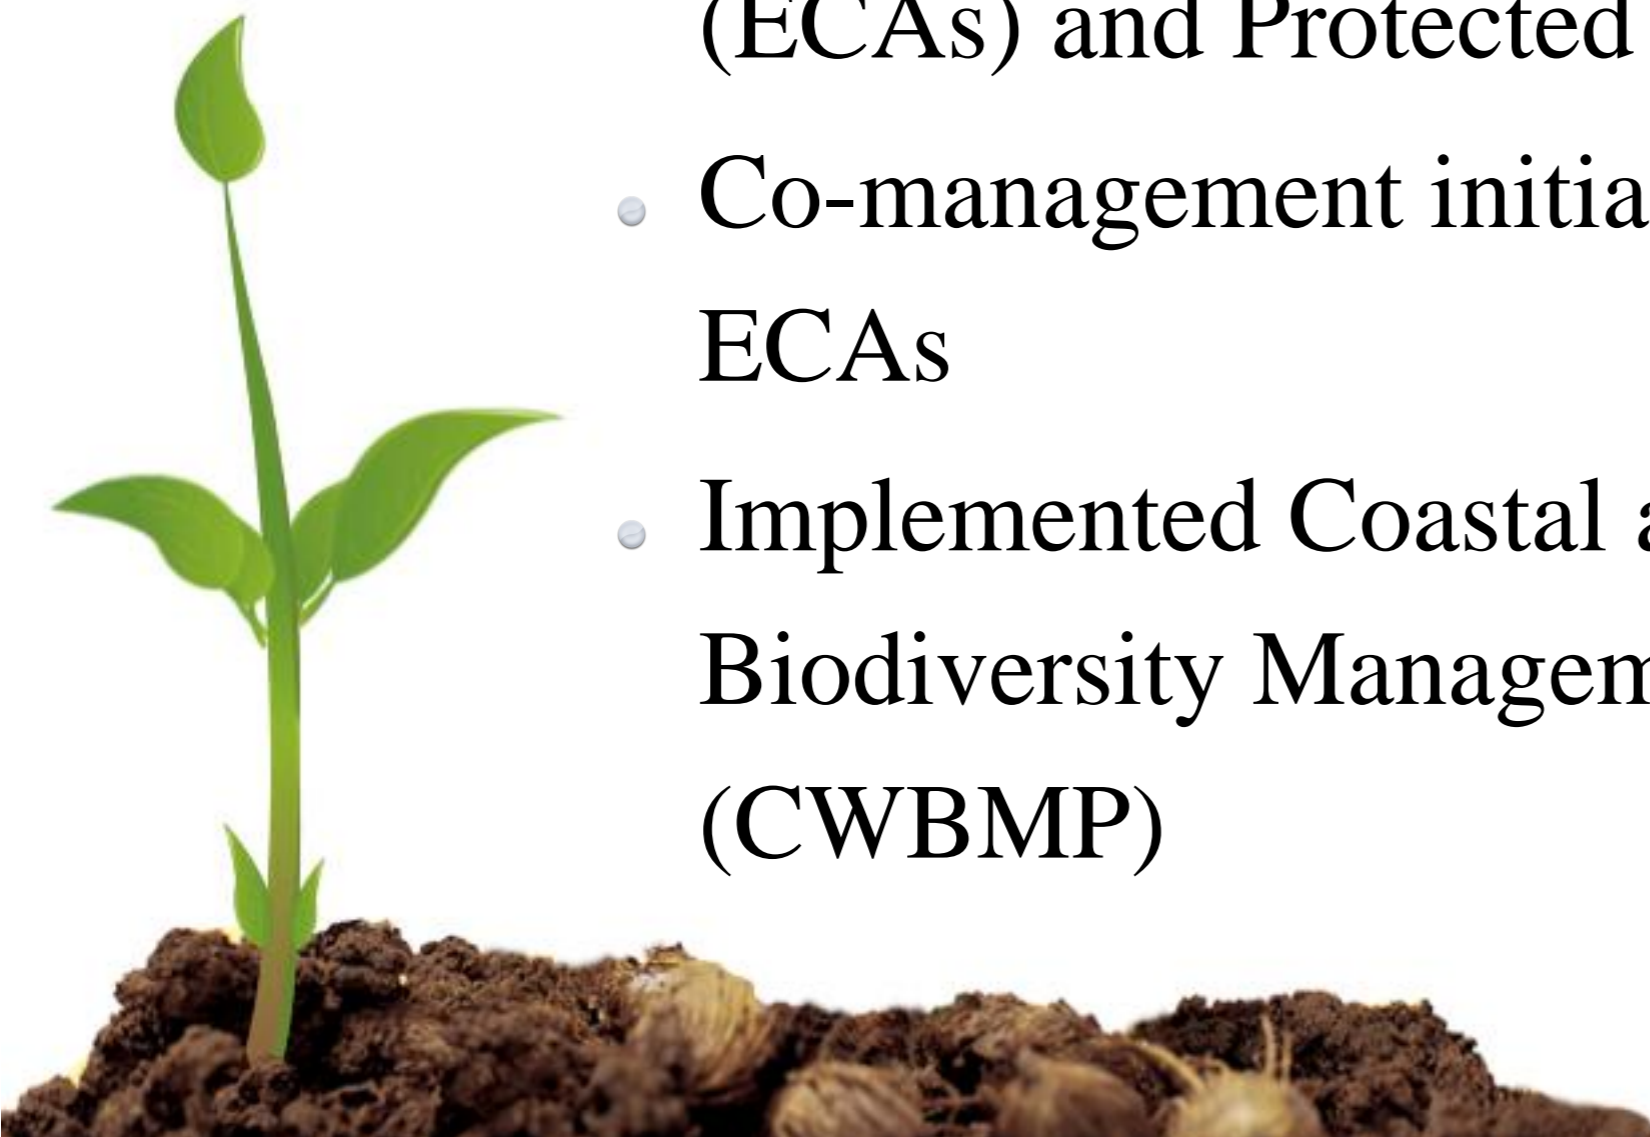 (ECAs) and Protected
Co-management initia
ECAs
Implemented Coastal a
Biodiversity Managem
(CWBMP)